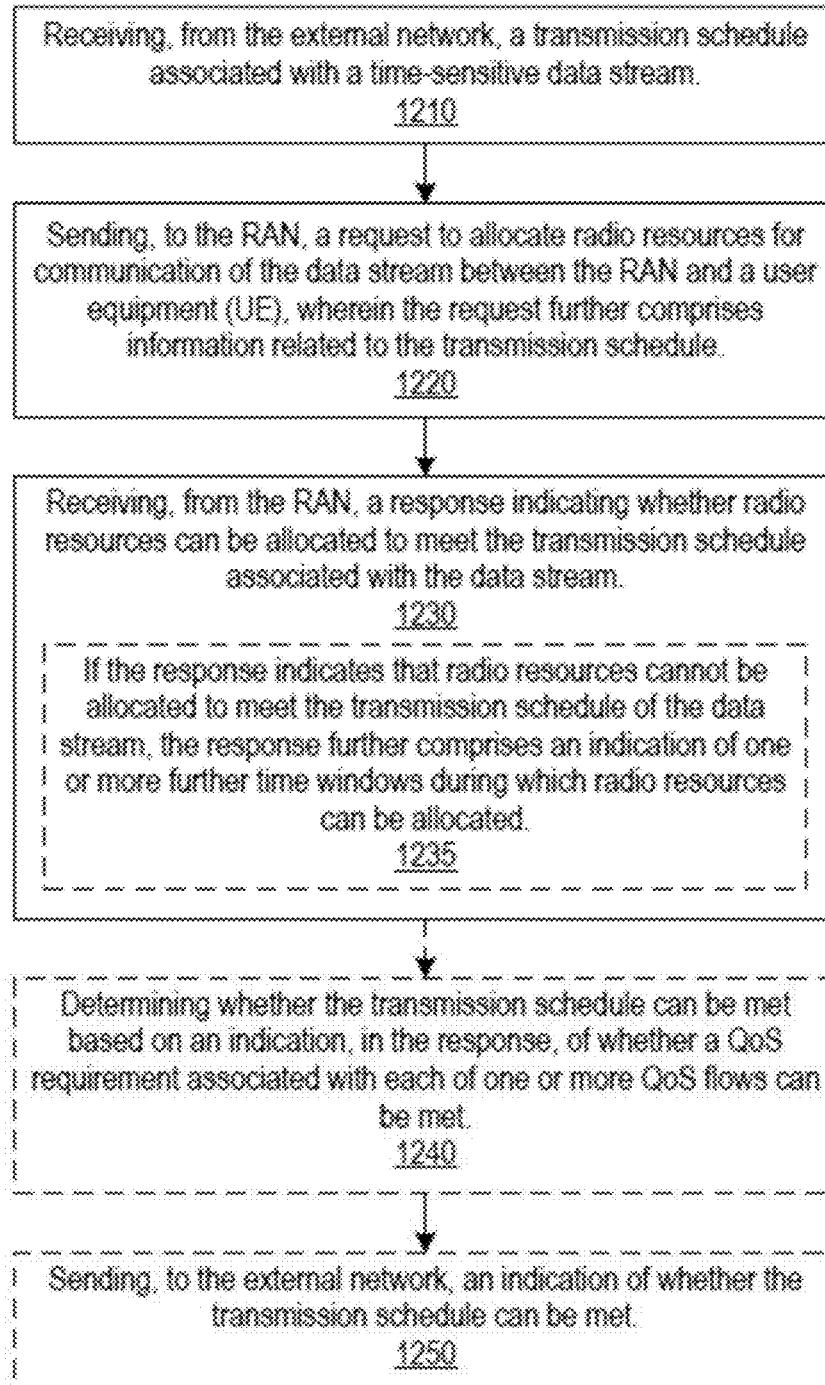 Receiving, from the external network, a transmission schedule
associated with a time-sensitive data stream.
1210
Sending, to the RAN, a request to allocate radio resources for
communication of the data stream between the RAN and a user
equipment (UE), wherein the request further comprises
information related to the transmission schedule.
1220
Receiving, from the RAN, a response indicating whether radio
resources can be allocated to meet the transmission schedule
associated with the data stream.
1230
If the response indicates that radio resources cannot be
allocated to meet the transmission schedule of the data
stream, the response further comprises an indication of one
or more further time windows during which radio resources
can be allocated.
1235
Determining whether the transmission schedule can be met
based on an indication, in the response, of whether a QoS
requirement associated with each of one or more QoS flows can
be met.
1240
Sending, to the external network, an indication of whether the
transmission schedule can be met.
1250